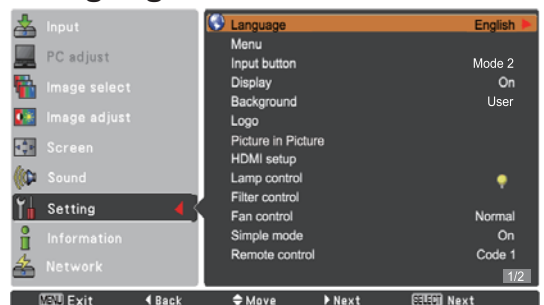 Input
PC adjust
Image select
Image adjust
Screen
Sound
Setting
Information
Network
Language English
Menu
Input button Mode 2
Display On
Background User
Logo
Picture in Picture
HDMI setup
Lamp control
Filter control
Fan control Normal
Simple mode On
Remote control Code 1
1/2
MENU Exit Back Move Next SELECT Next